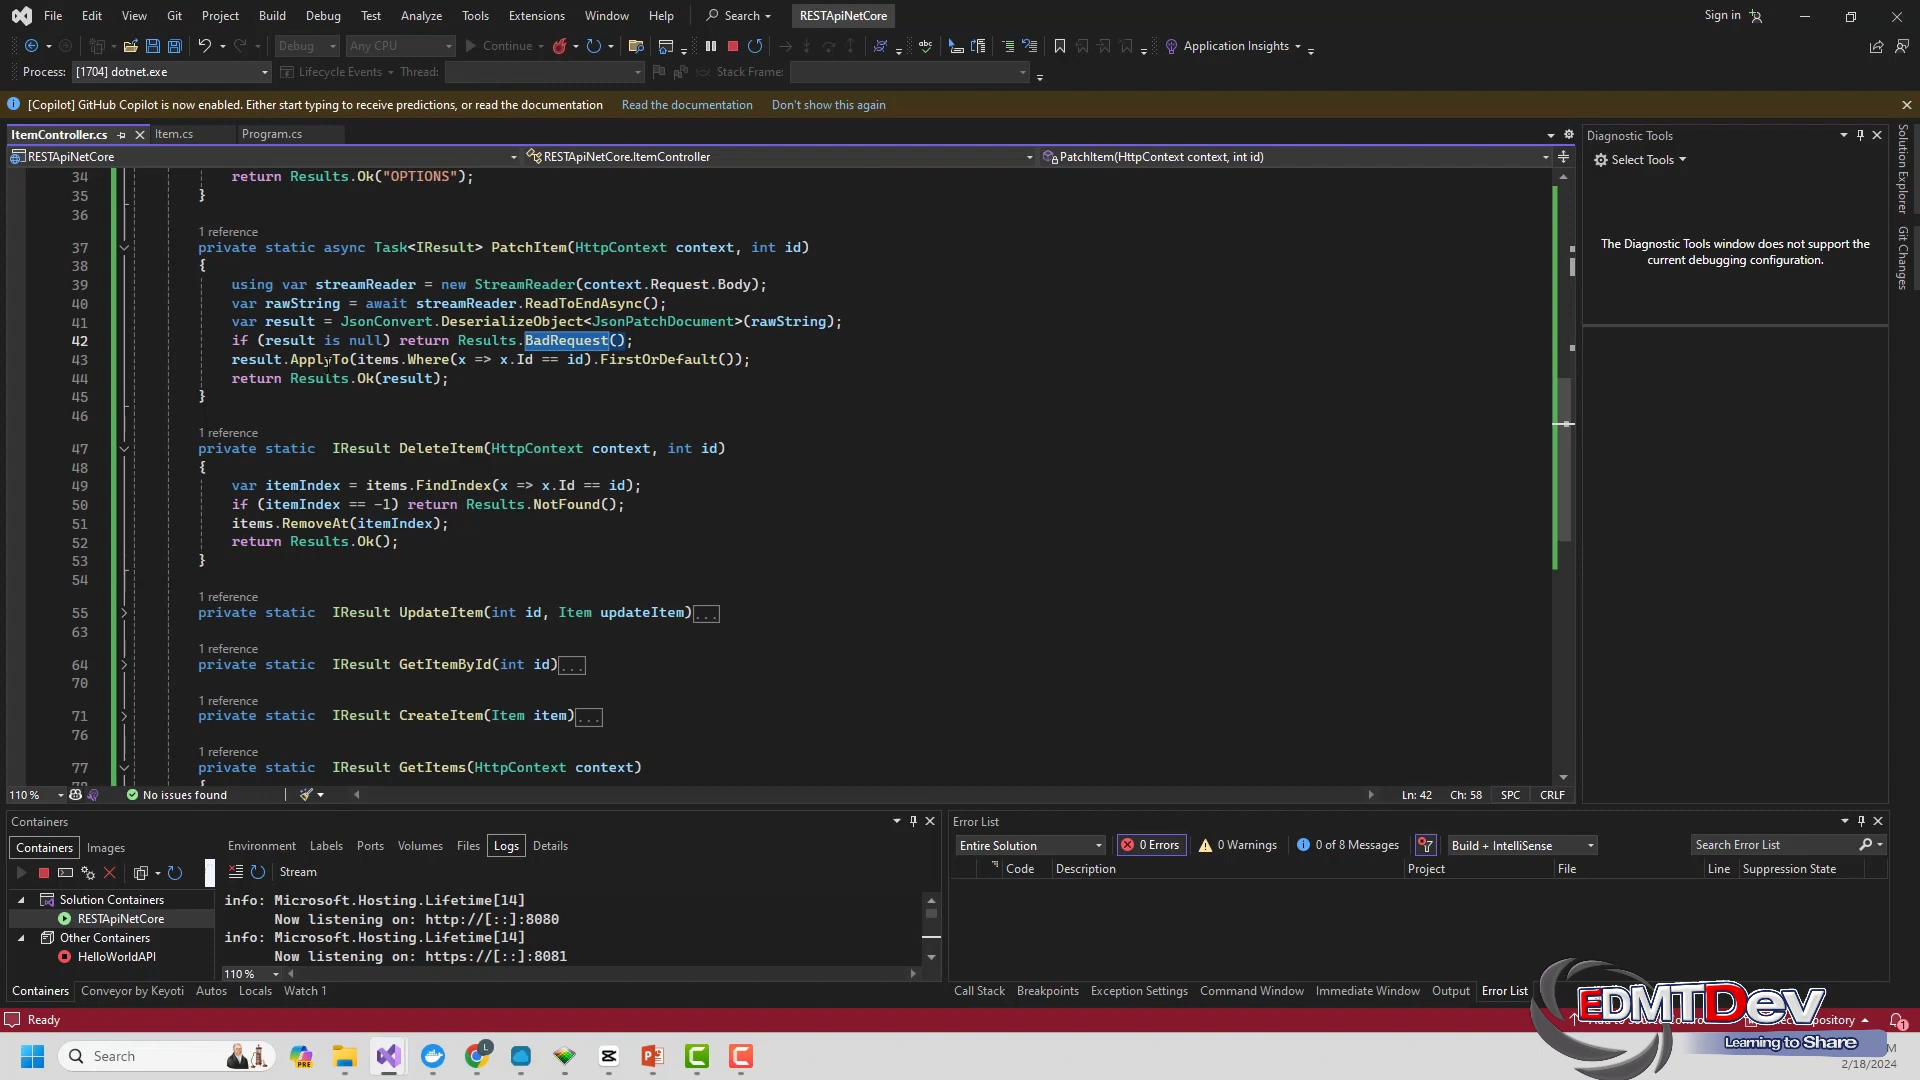 File Edit View Git Project Build Debug Test Analyze Tools Extensions Window Help Search RESTApiNetCore Sign in
Debug Any CPU Continue Application Insights
Process: [1704] dotnet.exe Lifecycle Events Thread: Stack Frame:
[Copilot] GitHub Copilot is now enabled. Either start typing to receive predictions, or read the documentation Read the documentation Don't show this again
ItemController.cs Item.cs Program.cs
RESTApiNetCore RESTApiNetCore.ItemController PatchItem(HttpContext context, int id)
34 return Results.Ok("OPTIONS");
35 }
36
1 reference
37 private static async Task<IResult> PatchItem(HttpContext context, int id)
38 {
39 using var streamReader = new StreamReader(context.Request.Body);
40 var rawString = await streamReader.ReadToEndAsync();
41 var result = JsonConvert.DeserializeObject<JsonPatchDocument>(rawString);
42 if (result is null) return Results.BadRequest();
43 result.ApplyTo(items.Where(x => x.Id == id).FirstOrDefault());
44 return Results.Ok(result);
45 }
46
1 reference
47 private static IResult DeleteItem(HttpContext context, int id)
48 {
49 var itemIndex = items.FindIndex(x => x.Id == id);
50 if (itemIndex == -1) return Results.NotFound();
51 items.RemoveAt(itemIndex);
52 return Results.Ok();
53 }
54
1 reference
55 private static IResult UpdateItem(int id, Item updateItem)...
63
1 reference
64 private static IResult GetItemById(int id)...
70
1 reference
71 private static IResult CreateItem(Item item)...
76
1 reference
77 private static IResult GetItems(HttpContext context)
{
110 % No issues found Ln: 42 Ch: 58 SPC CRLF
Diagnostic Tools
Select Tools
The Diagnostic Tools window does not support the
current debugging configuration.
Solution Explorer
Git Changes
Containers
Containers Images
Solution Containers
RESTApiNetCore
Other Containers
HelloWorldAPI
Environment Labels Ports Volumes Files Logs Details
Stream
info: Microsoft.Hosting.Lifetime[14]
Now listening on: http://[::]:8080
info: Microsoft.Hosting.Lifetime[14]
Now listening on: https://[::]:8081
110 %
Containers Conveyor by Keyoti Autos Locals Watch 1
Error List
Entire Solution 0 Errors 0 Warnings 0 of 8 Messages Build + IntelliSense Search Error List
Code Description Project File Line Suppression State
Call Stack Breakpoints Exception Settings Command Window Immediate Window Output Error List
Ready
Search PRE
EDMTDev
Learning to Share
2/18/2024
1